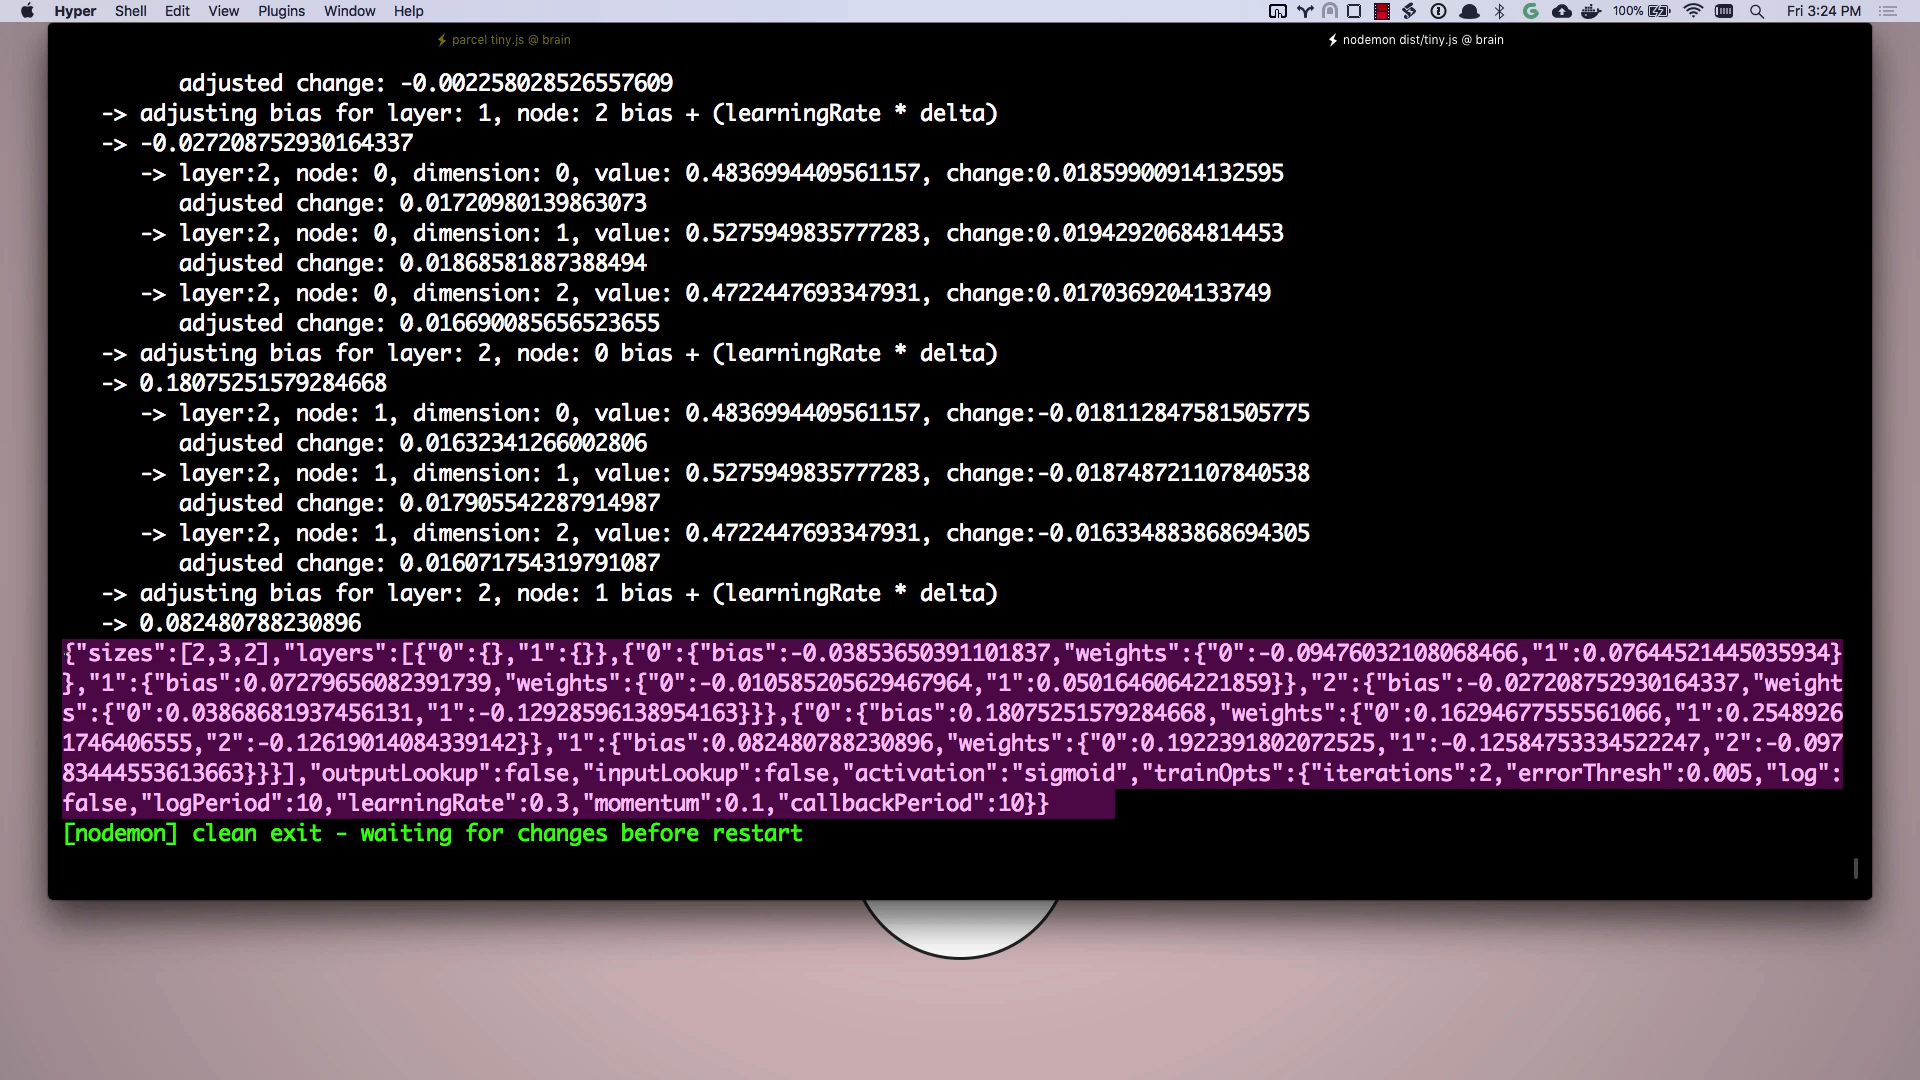 Hyper Shell Edit View Plugins Window Help 100% Fri 3:24 PM
parcel tiny.js @ brain
nodemon dist/tiny.js @ brain
adjusted change: -0.002258028526557609
-> adjusting bias for layer: 1, node: 2 bias + (learningRate * delta)
-> -0.027208752930164337
-> layer:2, node: 0, dimension: 0, value: 0.4836994409561157, change:0.01859900914132595
adjusted change: 0.01720980139863073
-> layer:2, node: 0, dimension: 1, value: 0.5275949835777283, change:0.01942920684814453
adjusted change: 0.01868581887388494
-> layer:2, node: 0, dimension: 2, value: 0.4722447693347931, change:0.0170369204133749
adjusted change: 0.016690085656523655
-> adjusting bias for layer: 2, node: 0 bias + (learningRate * delta)
-> 0.18075251579284668
-> layer:2, node: 1, dimension: 0, value: 0.4836994409561157, change:-0.018112847581505775
adjusted change: 0.01632341266002806
-> layer:2, node: 1, dimension: 1, value: 0.5275949835777283, change:-0.018748721107840538
adjusted change: 0.017905542287914987
-> layer:2, node: 1, dimension: 2, value: 0.4722447693347931, change:-0.016334883868694305
adjusted change: 0.016071754319791087
-> adjusting bias for layer: 2, node: 1 bias + (learningRate * delta)
-> 0.082480788230896
{"sizes":[2,3,2],"layers":[{"0":{},"1":{}},{"0":{"bias":-0.03853650391101837,"weights":{"0":-0.09476032108068466,"1":0.07644521445035934}
},"1":{"bias":0.07279656082391739,"weights":{"0":-0.010585205629467964,"1":0.0501646064221859}},"2":{"bias":-0.027208752930164337,"weight
s":{"0":0.03868681937456131,"1":-0.12928596138954163}}},{"0":{"bias":0.18075251579284668,"weights":{"0":0.16294677555561066,"1":0.2548926
1746406555,"2":-0.12619014084339142}},"1":{"bias":0.082480788230896,"weights":{"0":0.1922391802072525,"1":-0.12584753334522247,"2":-0.097
83444553613663}}}],"outputLookup":false,"inputLookup":false,"activation":"sigmoid","trainOpts":{"iterations":2,"errorThresh":0.005,"log":
false,"logPeriod":10,"learningRate":0.3,"momentum":0.1,"callbackPeriod":10}}
[nodemon] clean exit - waiting for changes before restart